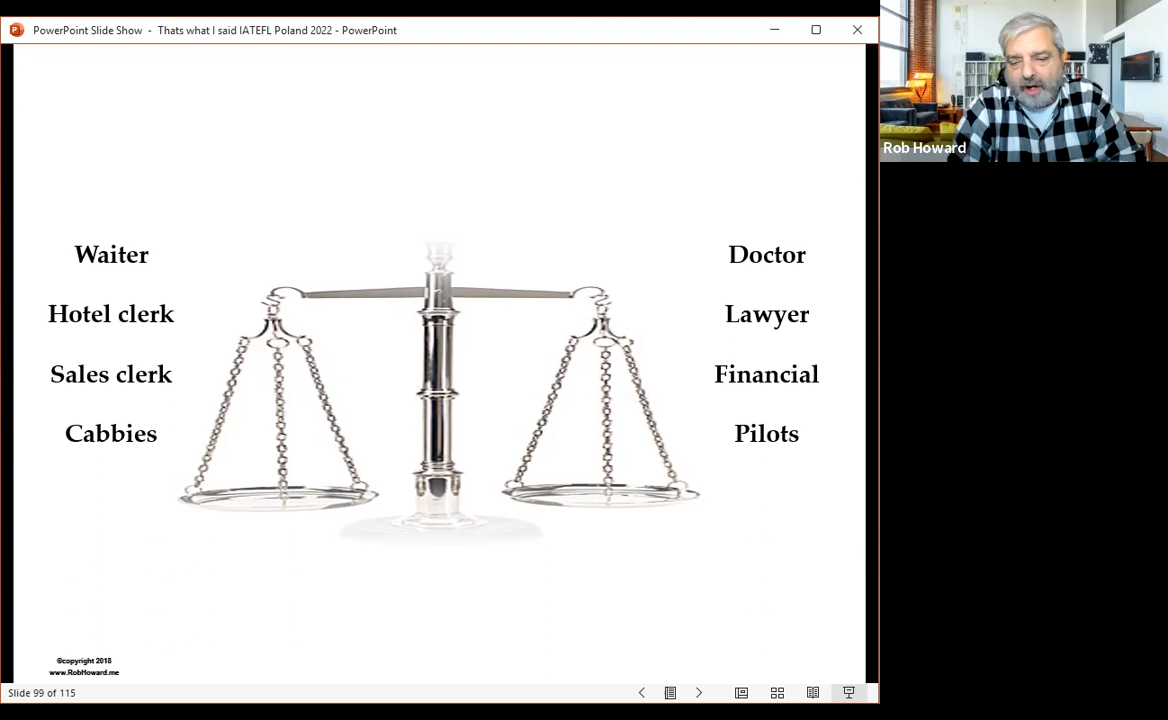 PowerPoint Slide Show - Thats what I said IATEFL Poland 2022 - PowerPoint
Rob Howard
Waiter
Hotel clerk
Sales clerk
Cabbies
Doctor
Lawyer
Financial
Pilots
©copyright 2018
www.RobHoward.me
Slide 99 of 115